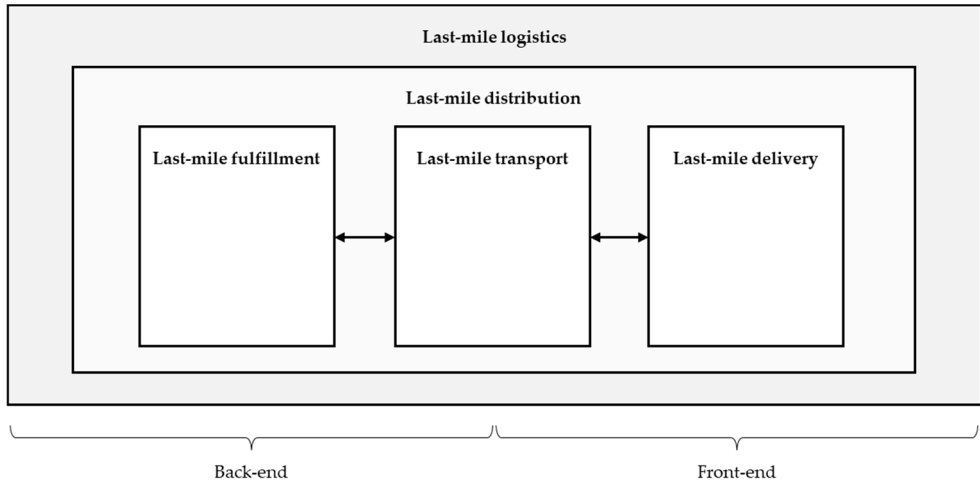 Last-mile logistics
Last-mile distribution
Last-mile fulfillment
Last-mile transport
Last-mile delivery
Back-end
Front-end